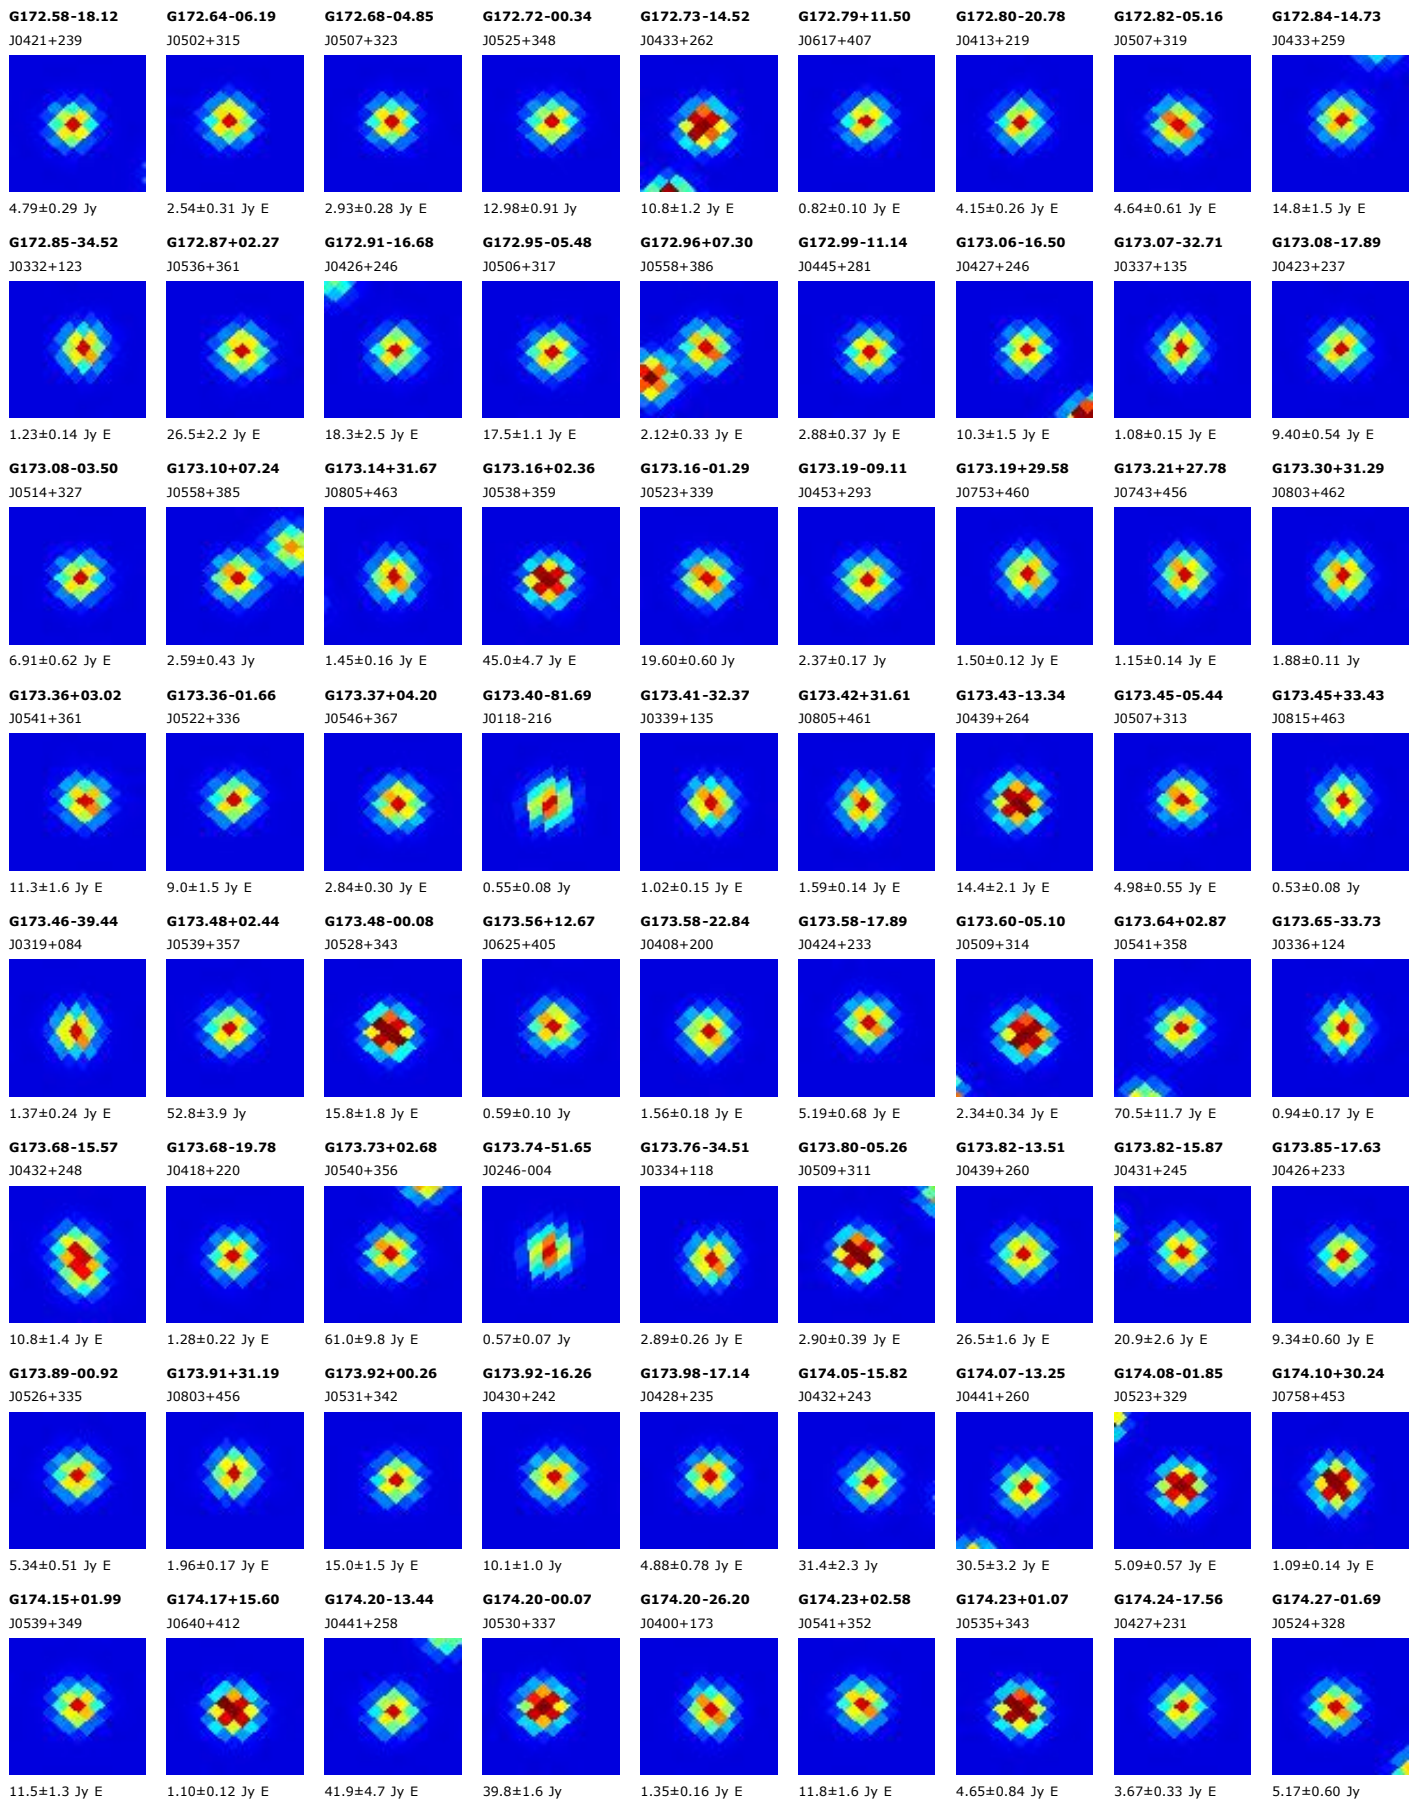 G172.58-18.12 G172.64-06.19 G172.68-04.85 G172.72-00.34 G172.73-14.52 G172.79+11.50 G172.80-20.78 G172.82-05.16 G172.84-14.73
J0421+239 J0502+315 J0507+323 J0525+348 J0433+262 J0617+407 J0413+219 J0507+319 J0433+259
4.79±0.29 Jy 2.54±0.31 Jy E 2.93±0.28 Jy E 12.98±0.91 Jy 10.8±1.2 Jy E 0.82±0.10 Jy E 4.15±0.26 Jy E 4.64±0.61 Jy E 14.8±1.5 Jy E
G172.85-34.52 G172.87+02.27 G172.91-16.68 G172.95-05.48 G172.96+07.30 G172.99-11.14 G173.06-16.50 G173.07-32.71 G173.08-17.89
J0332+123 J0536+361 J0426+246 J0506+317 J0558+386 J0445+281 J0427+246 J0337+135 J0423+237
1.23±0.14 Jy E 26.5±2.2 Jy E 18.3±2.5 Jy E 17.5±1.1 Jy E 2.12±0.33 Jy E 2.88±0.37 Jy E 10.3±1.5 Jy E 1.08±0.15 Jy E 9.40±0.54 Jy E
G173.08-03.50 G173.10+07.24 G173.14+31.67 G173.16+02.36 G173.16-01.29 G173.19-09.11 G173.19+29.58 G173.21+27.78 G173.30+31.29
J0514+327 J0558+385 J0805+463 J0538+359 J0523+339 J0453+293 J0753+460 J0743+456 J0803+462
6.91±0.62 Jy E 2.59±0.43 Jy 1.45±0.16 Jy E 45.0±4.7 Jy E 19.60±0.60 Jy 2.37±0.17 Jy 1.50±0.12 Jy E 1.15±0.14 Jy E 1.88±0.11 Jy
G173.36+03.02 G173.36-01.66 G173.37+04.20 G173.40-81.69 G173.41-32.37 G173.42+31.61 G173.43-13.34 G173.45-05.44 G173.45+33.43
J0541+361 J0522+336 J0546+367 J0118-216 J0339+135 J0805+461 J0439+264 J0507+313 J0815+463
11.3±1.6 Jy E 9.0±1.5 Jy E 2.84±0.30 Jy E 0.55±0.08 Jy 1.02±0.15 Jy E 1.59±0.14 Jy E 14.4±2.1 Jy E 4.98±0.55 Jy E 0.53±0.08 Jy
G173.46-39.44 G173.48+02.44 G173.48-00.08 G173.56+12.67 G173.58-22.84 G173.58-17.89 G173.60-05.10 G173.64+02.87 G173.65-33.73
J0319+084 J0539+357 J0528+343 J0625+405 J0408+200 J0424+233 J0509+314 J0541+358 J0336+124
1.37±0.24 Jy E 52.8±3.9 Jy 15.8±1.8 Jy E 0.59±0.10 Jy 1.56±0.18 Jy E 5.19±0.68 Jy E 2.34±0.34 Jy E 70.5±11.7 Jy E 0.94±0.17 Jy E
G173.68-15.57 G173.68-19.78 G173.73+02.68 G173.74-51.65 G173.76-34.51 G173.80-05.26 G173.82-13.51 G173.82-15.87 G173.85-17.63
J0432+248 J0418+220 J0540+356 J0246-004 J0334+118 J0509+311 J0439+260 J0431+245 J0426+233
10.8±1.4 Jy E 1.28±0.22 Jy E 61.0±9.8 Jy E 0.57±0.07 Jy 2.89±0.26 Jy E 2.90±0.39 Jy E 26.5±1.6 Jy E 20.9±2.6 Jy E 9.34±0.60 Jy E
G173.89-00.92 G173.91+31.19 G173.92+00.26 G173.92-16.26 G173.98-17.14 G174.05-15.82 G174.07-13.25 G174.08-01.85 G174.10+30.24
J0526+335 J0803+456 J0531+342 J0430+242 J0428+235 J0432+243 J0441+260 J0523+329 J0758+453
5.34±0.51 Jy E 1.96±0.17 Jy E 15.0±1.5 Jy E 10.1±1.0 Jy 4.88±0.78 Jy E 31.4±2.3 Jy 30.5±3.2 Jy E 5.09±0.57 Jy E 1.09±0.14 Jy E
G174.15+01.99 G174.17+15.60 G174.20-13.44 G174.20-00.07 G174.20-26.20 G174.23+02.58 G174.23+01.07 G174.24-17.56 G174.27-01.69
J0539+349 J0640+412 J0441+258 J0530+337 J0400+173 J0541+352 J0535+343 J0427+231 J0524+328
11.5±1.3 Jy E 1.10±0.12 Jy E 41.9±4.7 Jy E 39.8±1.6 Jy 1.35±0.16 Jy E 11.8±1.6 Jy E 4.65±0.84 Jy E 3.67±0.33 Jy E 5.17±0.60 Jy